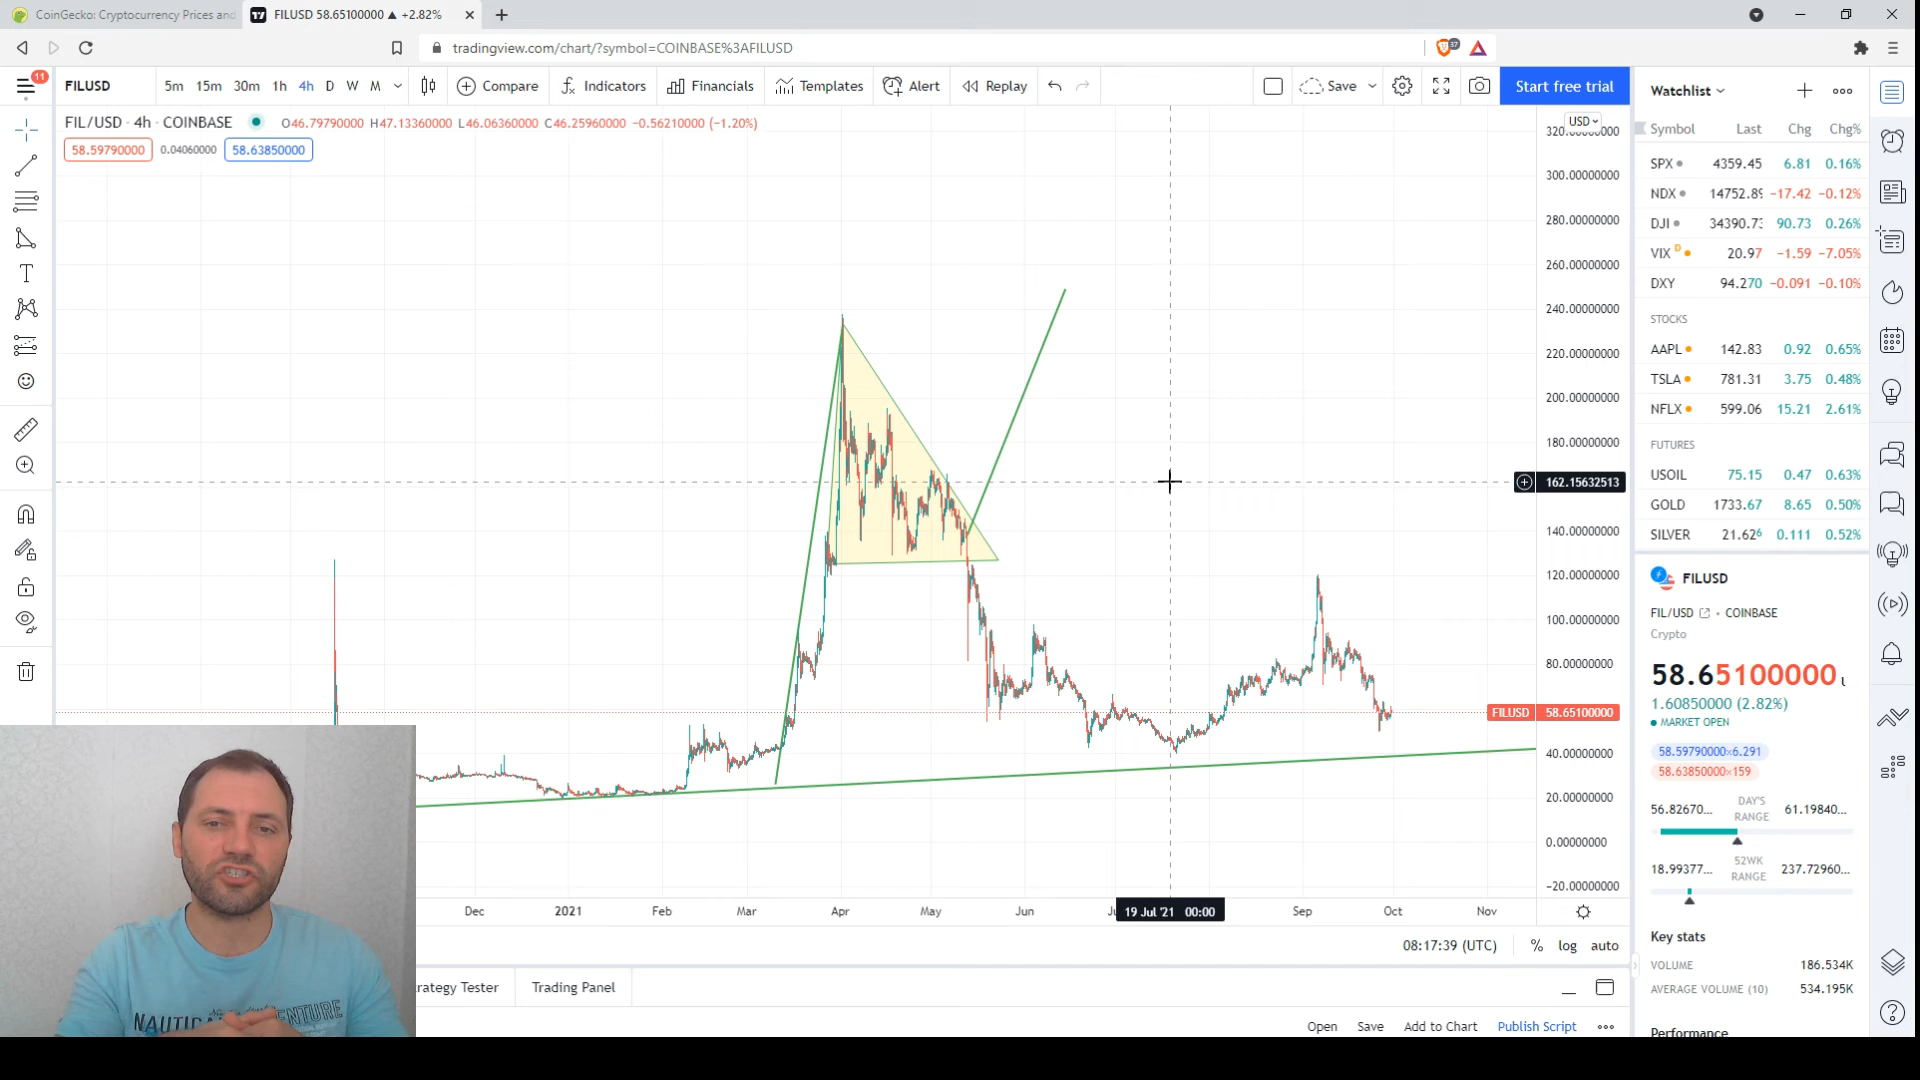 CoinGecko: Cryptocurrency Prices and
FILUSD 58.65100000 ▲ +2.82%
tradingview.com/chart/?symbol=COINBASE%3AFILUSD
37
11
FILUSD 5m 15m 30m 1h 4h D W M Compare Indicators Financials Templates Alert Replay Save Start free trial
FIL/USD · 4h · COINBASE O46.79790000 H47.13360000 L46.06360000 C46.25960000 −0.56210000 (−1.20%)
58.59790000 0.04060000 58.63850000
USD
320.00000000
300.00000000
280.00000000
260.00000000
240.00000000
220.00000000
200.00000000
180.00000000
162.15632513
140.00000000
120.00000000
100.00000000
80.00000000
FILUSD 58.65100000
40.00000000
20.00000000
0.00000000
−20.00000000
Dec 2021 Feb Mar Apr May Jun 19 Jul '21 00:00 Sep Oct Nov
08:17:39 (UTC) % log auto
Strategy Tester Trading Panel
Open Save Add to Chart Publish Script
Watchlist
Symbol Last Chg Chg%
SPX 4359.45 6.81 0.16%
NDX 14752.89 −17.42 −0.12%
DJI 34390.73 90.73 0.26%
VIX D 20.97 −1.59 −7.05%
DXY 94.270 −0.091 −0.10%
STOCKS
AAPL 142.83 0.92 0.65%
TSLA 781.31 3.75 0.48%
NFLX 599.06 15.21 2.61%
FUTURES
USOIL 75.15 0.47 0.63%
GOLD 1733.67 8.65 0.50%
SILVER 21.626 0.111 0.52%
FILUSD
FIL/USD • COINBASE
Crypto
58.65100000
1.60850000 (2.82%)
MARKET OPEN
58.59790000×6.291
58.63850000×159
56.82670... DAY'S RANGE 61.19840...
18.99377... 52WK RANGE 237.72960...
Key stats
VOLUME 186.534K
AVERAGE VOLUME (10) 534.195K
Performance